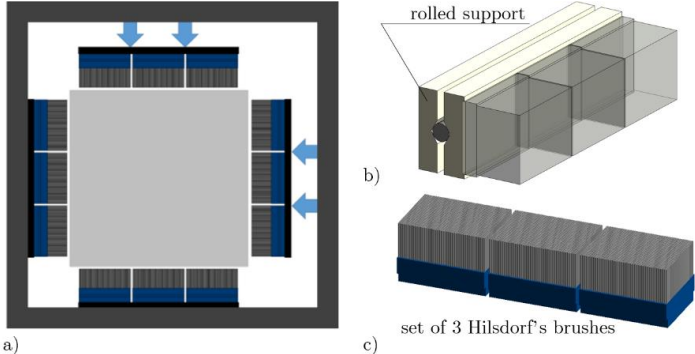 rolled support
b)
set of 3 Hilsdorf's brushes
a)
c)